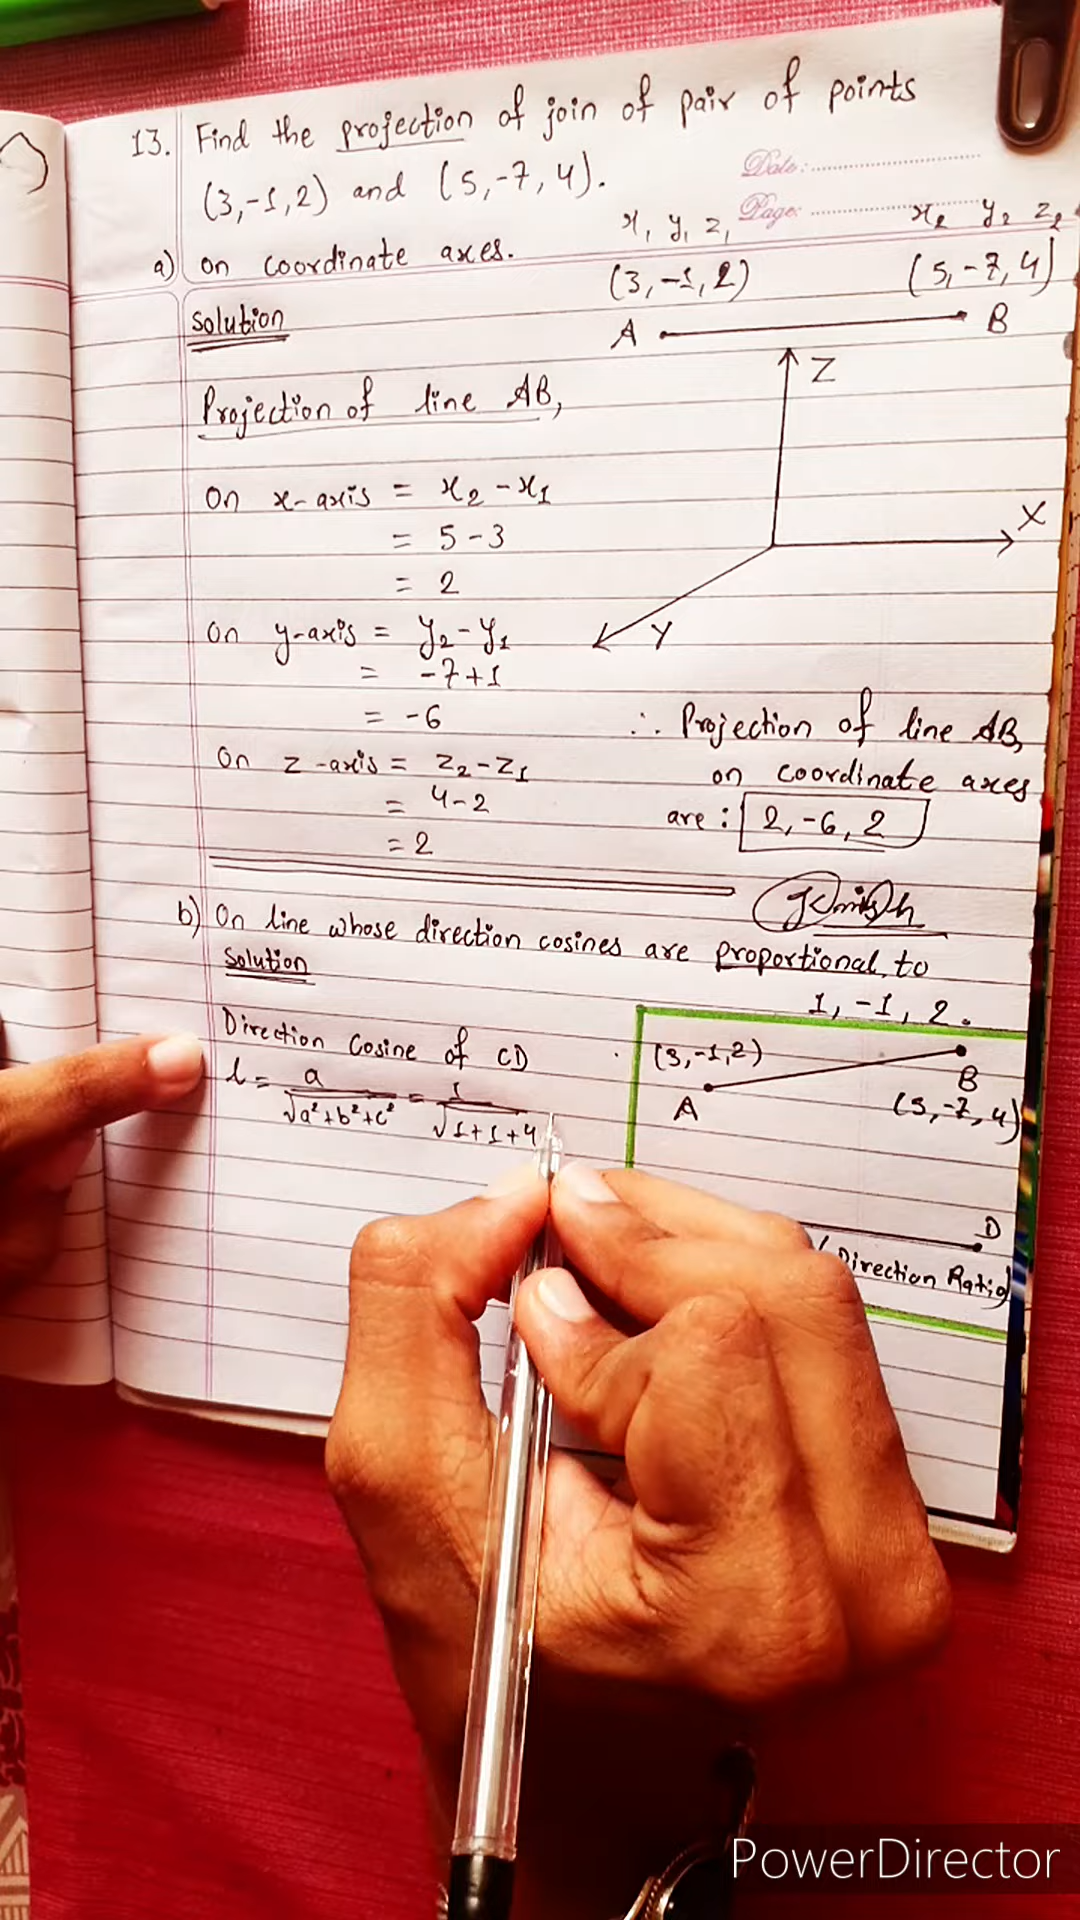 13. Find the projection of join of pair of points
(3,-1,2) and (5,-7,4).
Date:
Page:
a) on coordinate axes.
x₁ y₁ z₁
x₂ y₂ z₂
(3,-1,2)
(5,-7,4)
Solution
A
B
Z
X
Y
Projection of line AB,
On x-axis = x₂ - x₁
= 5-3
= 2
On y-axis = y₂ - y₁
= -7+1
= -6
On z-axis = z₂-z₁
= 4-2
= 2
∴ Projection of line AB,
on coordinate axes
are : 2,-6,2
b) On line whose direction cosines are proportional to
1, -1, 2.
Solution
Direction Cosine of CD
l = a/√a²+b²+c² = 1/√1+1+4
(3,-1,2)
A
B
(5,-7,4)
D
(Direction Ratio)
PowerDirector